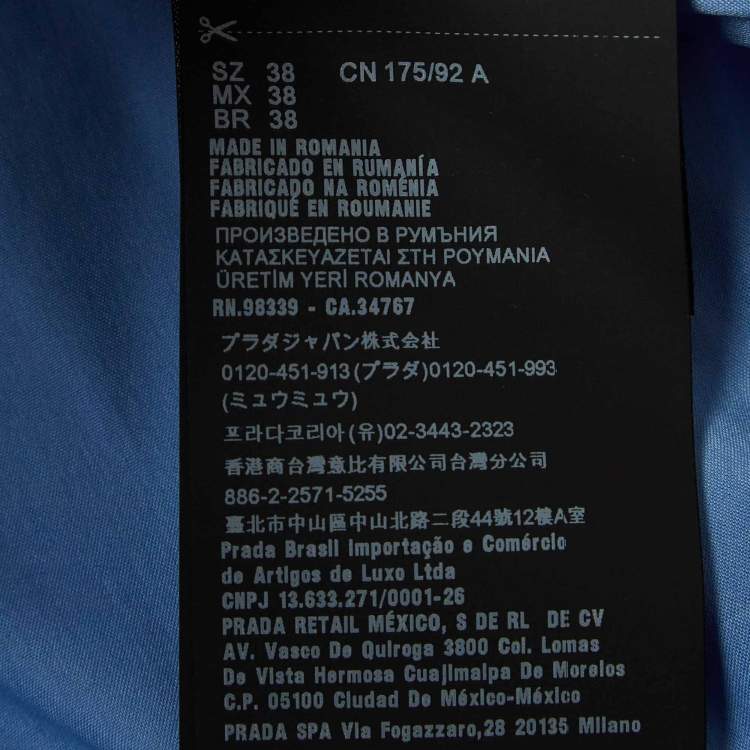 SZ 38 CN 175/92 A
MX 38
BR 38
MADE IN ROMANIA
FABRICADO EN RUMANÍA
FABRICADO NA ROMÉNIA
FABRIQUÉ EN ROUMANIE
ПРОИЗВЕДЕНО В РУМЪНИЯ
ΚΑΤΑΣΚΕΥΑΖΕΤΑΙ ΣΤΗ ΡΟΥΜΑΝΙΑ
ÜRETİM YERİ ROMANYA
RN.98339 - CA.34767
プラダジャパン株式会社
0120-451-913(プラダ)0120-451-993
(ミュウミュウ)
프라다코리아(유)02-3443-2323
香港商台灣意比有限公司台灣分公司
886-2-2571-5255
臺北市中山區中山北路二段44號12樓A室
Prada Brasil Importação e Comércio
de Artigos de Luxo Ltda
CNPJ 13.633.271/0001-26
PRADA RETAIL MÉXICO, S DE RL DE CV
AV. Vasco De Quiroga 3800 Col. Lomas
De Vista Hermosa Cuajimalpa De Morelos
C.P. 05100 Ciudad De México-México
PRADA SPA Via Fogazzaro,28 20135 Milano